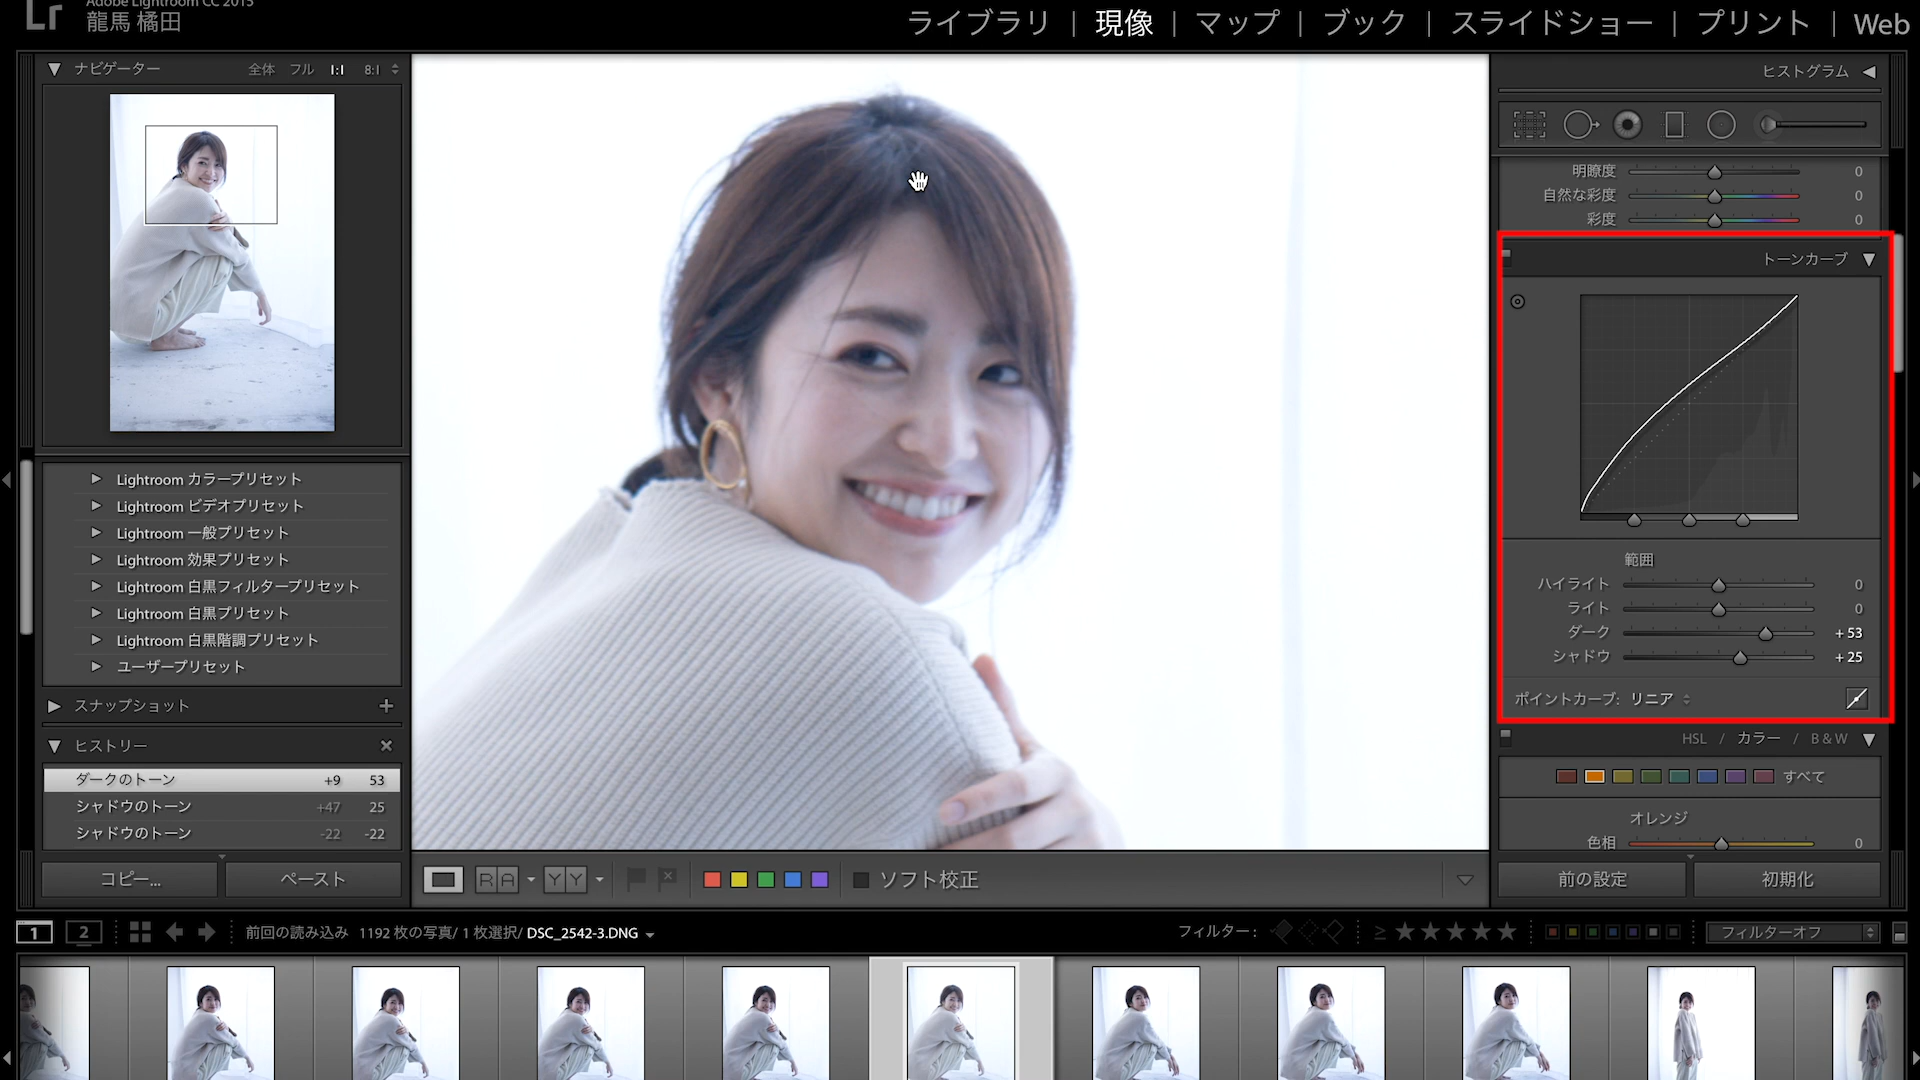 Lr
Adobe Lightroom CC 2015
龍馬 橘田
ライブラリ | 現像 | マップ | ブック | スライドショー | プリント | Web
ナビゲーター 全体 フル 1:1 8:1
Lightroom カラープリセット
Lightroom ビデオプリセット
Lightroom 一般プリセット
Lightroom 効果プリセット
Lightroom 白黒フィルタープリセット
Lightroom 白黒プリセット
Lightroom 白黒階調プリセット
ユーザープリセット
スナップショット +
ヒストリー ×
ダークのトーン +9 53
シャドウのトーン +47 25
シャドウのトーン -22 -22
コピー... ペースト
R A Y Y ソフト校正
ヒストグラム
明瞭度 0
自然な彩度 0
彩度 0
トーンカーブ
範囲
ハイライト 0
ライト 0
ダーク +53
シャドウ +25
ポイントカーブ: リニア
HSL / カラー / B&W
すべて
オレンジ
色相 0
前の設定 初期化
1 2 前回の読み込み 1192 枚の写真/ 1 枚選択/ DSC_2542-3.DNG
フィルター: ≥ ★★★★★ フィルターオフ